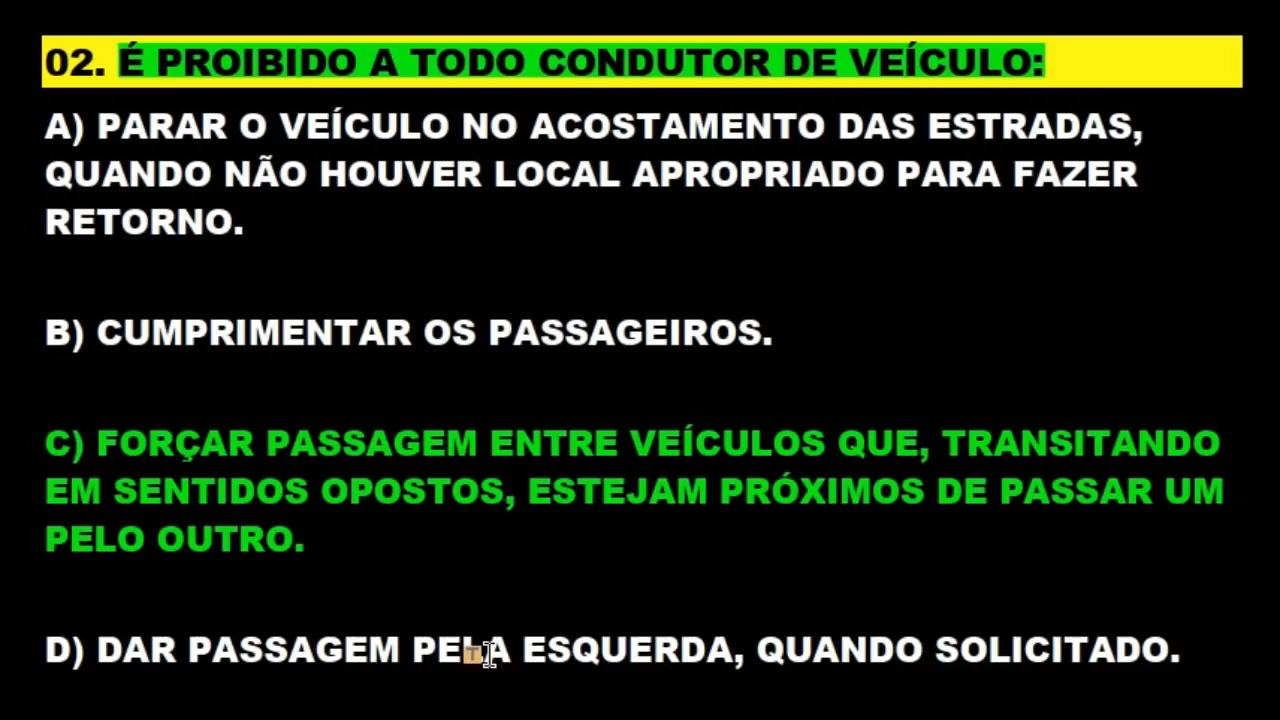 02. É PROIBIDO A TODO CONDUTOR DE VEÍCULO:
A) PARAR O VEÍCULO NO ACOSTAMENTO DAS ESTRADAS,
QUANDO NÃO HOUVER LOCAL APROPRIADO PARA FAZER
RETORNO.
B) CUMPRIMENTAR OS PASSAGEIROS.
C) FORÇAR PASSAGEM ENTRE VEÍCULOS QUE, TRANSITANDO
EM SENTIDOS OPOSTOS, ESTEJAM PRÓXIMOS DE PASSAR UM
PELO OUTRO.
D) DAR PASSAGEM PELA ESQUERDA, QUANDO SOLICITADO.